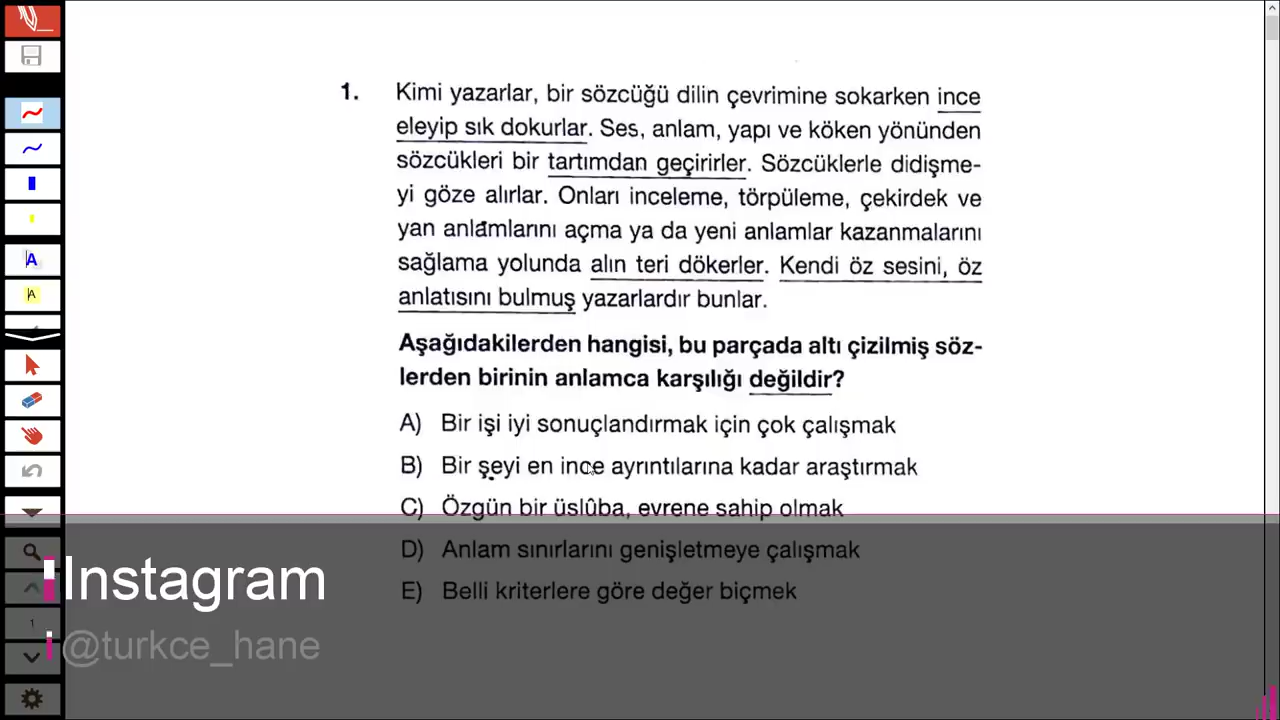 1. Kimi yazarlar, bir sözcüğü dilin çevrimine sokarken ince
eleyip sık dokurlar. Ses, anlam, yapı ve köken yönünden
sözcükleri bir tartımdan geçirirler. Sözcüklerle didişme-
yi göze alırlar. Onları inceleme, törpüleme, çekirdek ve
yan anlamlarını açma ya da yeni anlamlar kazanmalarını
sağlama yolunda alın teri dökerler. Kendi öz sesini, öz
anlatısını bulmuş yazarlardır bunlar.
Aşağıdakilerden hangisi, bu parçada altı çizilmiş söz-
lerden birinin anlamca karşılığı değildir?
A) Bir işi iyi sonuçlandırmak için çok çalışmak
B) Bir şeyi en ince ayrıntılarına kadar araştırmak
C) Özgün bir üslûba, evrene sahip olmak
D) Anlam sınırlarını genişletmeye çalışmak
E) Belli kriterlere göre değer biçmek
A
A
1
Instagram
@turkce_hane